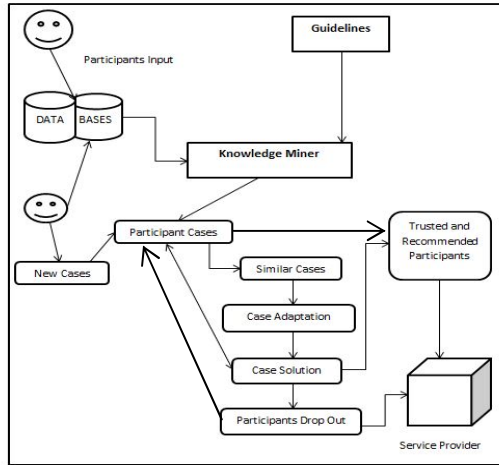 Guidelines
Participants Input
DATA
BASES
Knowledge Miner
Participant Cases
Trusted and
Recommended
Participants
New Cases
Similar Cases
Case Adaptation
Case Solution
Participants Drop Out
Service Provider